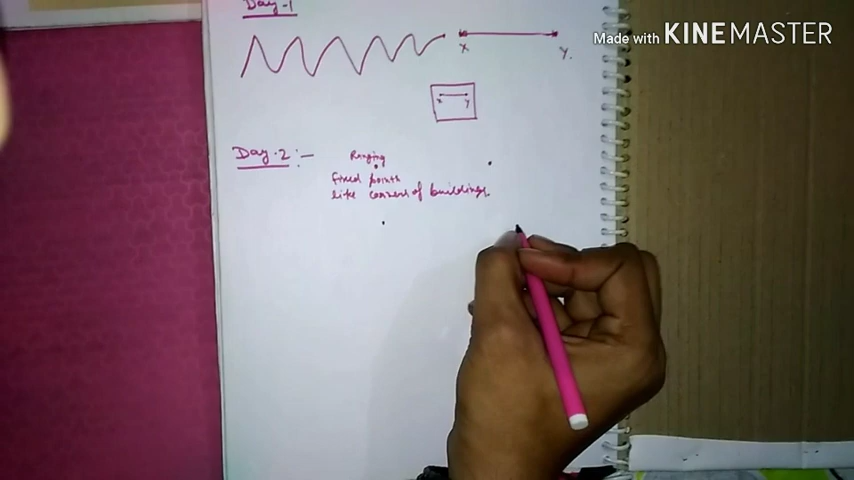 Day-1
Made with KINEMASTER
X
Y.
X Y
Day.2 :-
Ranging
fixed points
like corners of buildings.